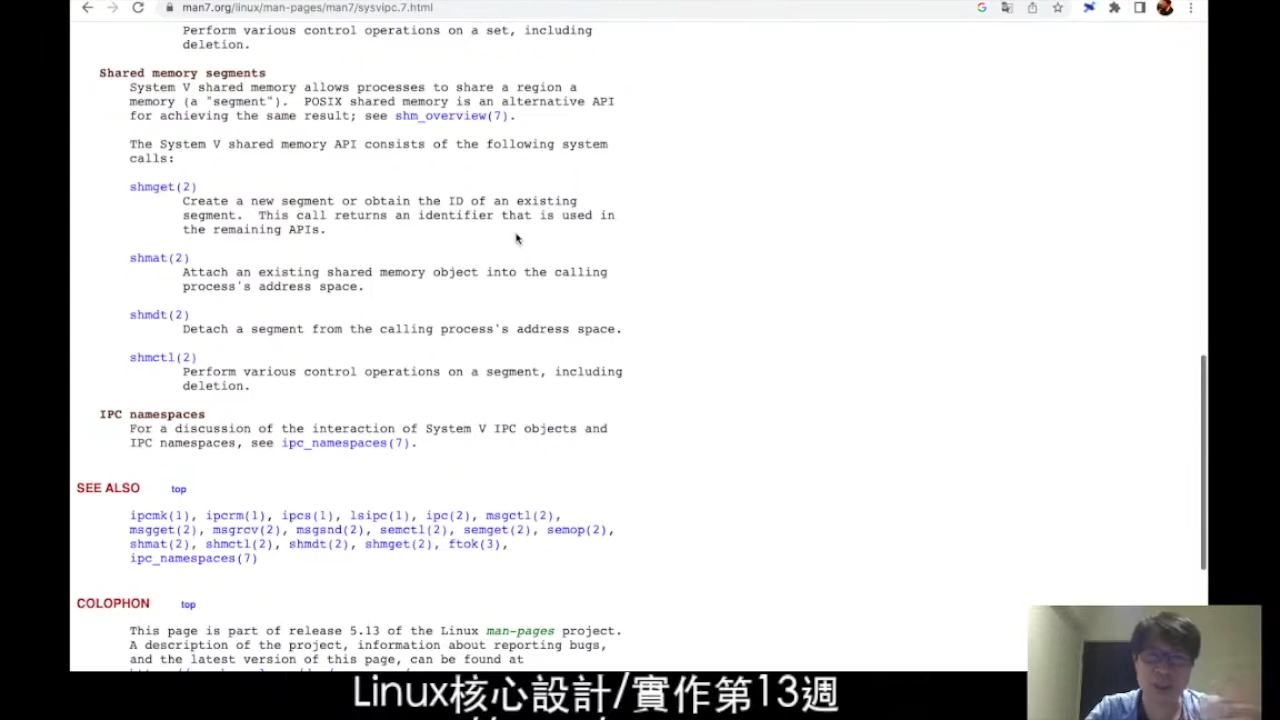 man7.org/linux/man-pages/man7/sysvipc.7.html
Perform various control operations on a set, including
deletion.
Shared memory segments
System V shared memory allows processes to share a region a
memory (a "segment").  POSIX shared memory is an alternative API
for achieving the same result; see shm_overview(7).
The System V shared memory API consists of the following system
calls:
shmget(2)
Create a new segment or obtain the ID of an existing
segment.  This call returns an identifier that is used in
the remaining APIs.
shmat(2)
Attach an existing shared memory object into the calling
process's address space.
shmdt(2)
Detach a segment from the calling process's address space.
shmctl(2)
Perform various control operations on a segment, including
deletion.
IPC namespaces
For a discussion of the interaction of System V IPC objects and
IPC namespaces, see ipc_namespaces(7).
SEE ALSO top
ipcmk(1), ipcrm(1), ipcs(1), lsipc(1), ipc(2), msgctl(2),
msgget(2), msgrcv(2), msgsnd(2), semctl(2), semget(2), semop(2),
shmat(2), shmctl(2), shmdt(2), shmget(2), ftok(3),
ipc_namespaces(7)
COLOPHON top
This page is part of release 5.13 of the Linux man-pages project.
A description of the project, information about reporting bugs,
and the latest version of this page, can be found at
Linux核心設計/實作第13週